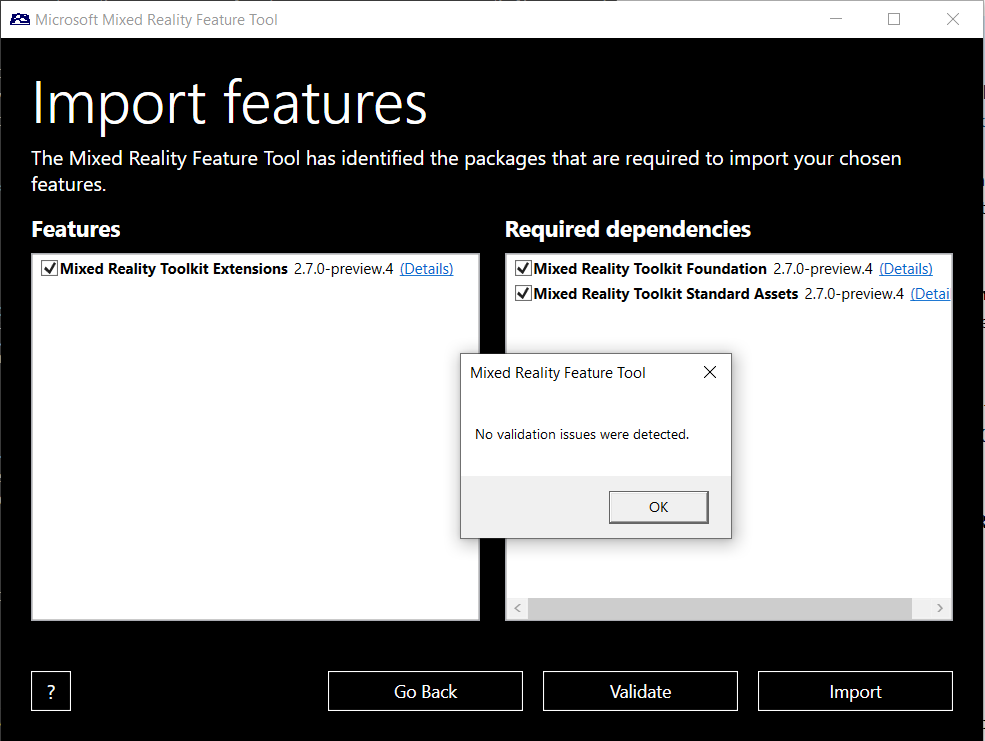 Microsoft Mixed Reality Feature Tool
Import features
The Mixed Reality Feature Tool has identified the packages that are required to import your chosen
features.
Features
Required dependencies
Mixed Reality Toolkit Extensions 2.7.0-preview.4 (Details)
Mixed Reality Toolkit Foundation 2.7.0-preview.4 (Details)
Mixed Reality Toolkit Standard Assets 2.7.0-preview.4 (Detai
Mixed Reality Feature Tool
No validation issues were detected.
OK
?
Go Back
Validate
Import